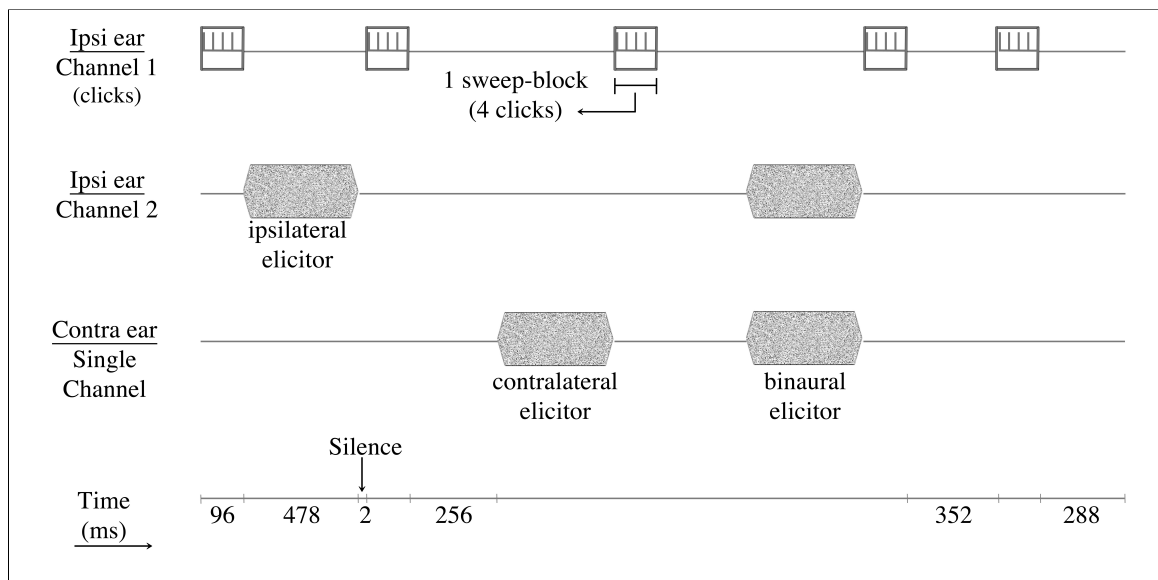 Ipsi ear
Channel 1
(clicks)
1 sweep-block
(4 clicks)
Ipsi ear
Channel 2
ipsilateral
elicitor
Contra ear
Single
Channel
contralateral
elicitor
binaural
elicitor
Silence
Time
(ms)
96 478 2 256 352 288